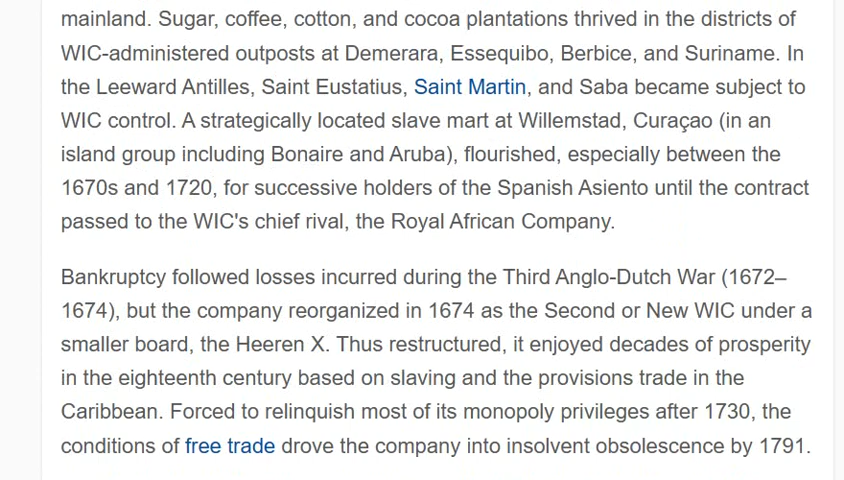 mainland. Sugar, coffee, cotton, and cocoa plantations thrived in the districts of
WIC-administered outposts at Demerara, Essequibo, Berbice, and Suriname. In
the Leeward Antilles, Saint Eustatius, Saint Martin, and Saba became subject to
WIC control. A strategically located slave mart at Willemstad, Curaçao (in an
island group including Bonaire and Aruba), flourished, especially between the
1670s and 1720, for successive holders of the Spanish Asiento until the contract
passed to the WIC's chief rival, the Royal African Company.
Bankruptcy followed losses incurred during the Third Anglo-Dutch War (1672–
1674), but the company reorganized in 1674 as the Second or New WIC under a
smaller board, the Heeren X. Thus restructured, it enjoyed decades of prosperity
in the eighteenth century based on slaving and the provisions trade in the
Caribbean. Forced to relinquish most of its monopoly privileges after 1730, the
conditions of free trade drove the company into insolvent obsolescence by 1791.